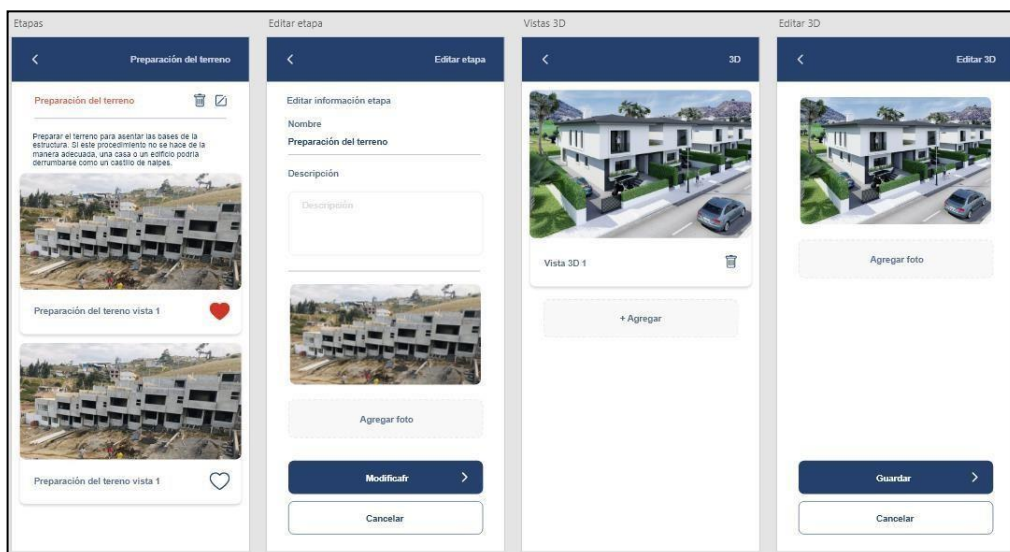 Etapas
Preparación del terreno
Preparación del terreno
Preparar el terreno para asentar las bases de la
estructura. Si este procedimiento no se hace de la
manera adecuada, una casa o un edificio podría
derrumbarse como un castillo de naipes.
Preparación del tereno vista 1
Preparación del tereno vista 1
Editar etapa
Editar etapa
Editar información etapa
Nombre
Preparación del terreno
Descripción
Descripción
Agregar foto
Modificafr
Cancelar
Vistas 3D
3D
Vista 3D 1
+ Agregar
Editar 3D
Editar 3D
Agregar foto
Guardar
Cancelar